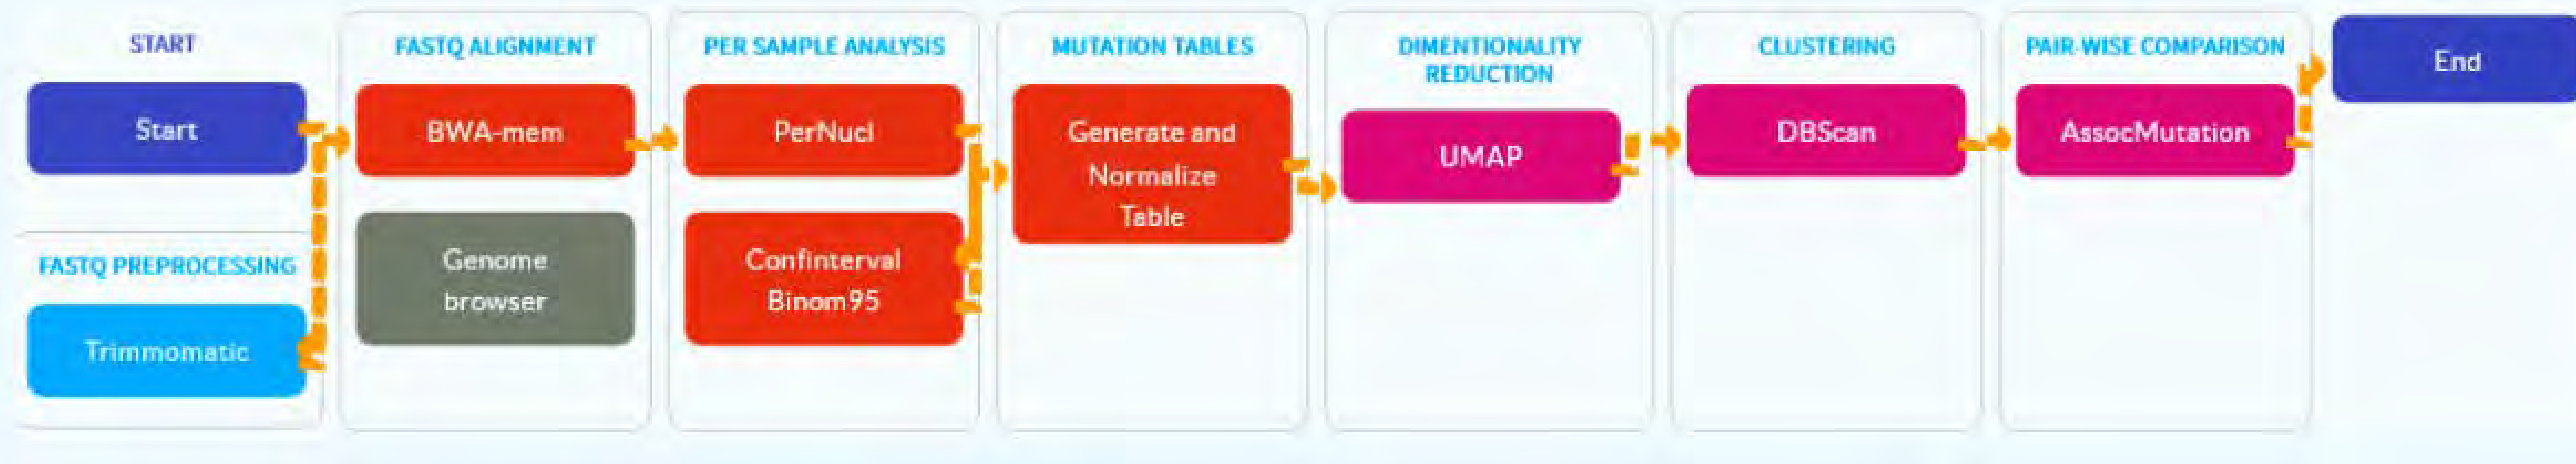 START
Start
FASTQ PREPROCESSING
Trimmomatic
FASTQ ALIGNMENT
BWA-mem
Genome
browser
PER SAMPLE ANALYSIS
PerNucl
Confinterval
Binom95
MUTATION TABLES
Generate and
Normalize
Table
DIMENTIONALITY
REDUCTION
UMAP
CLUSTERING
DBScan
PAIR-WISE COMPARISON
AssocMutation
End